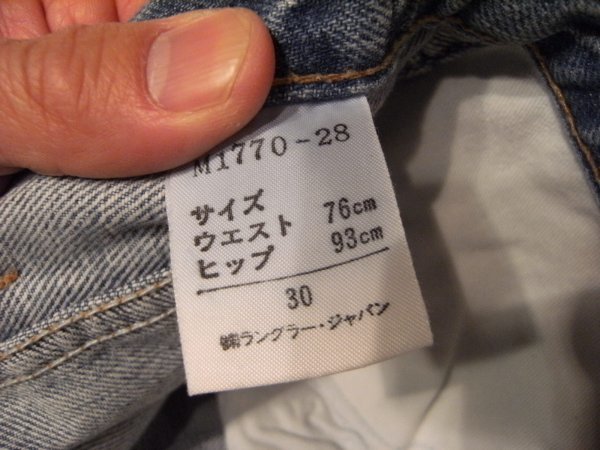 M1770-28
サイズ
ウエスト 76cm
ヒップ 93cm
30
㈱ラングラー・ジャパン